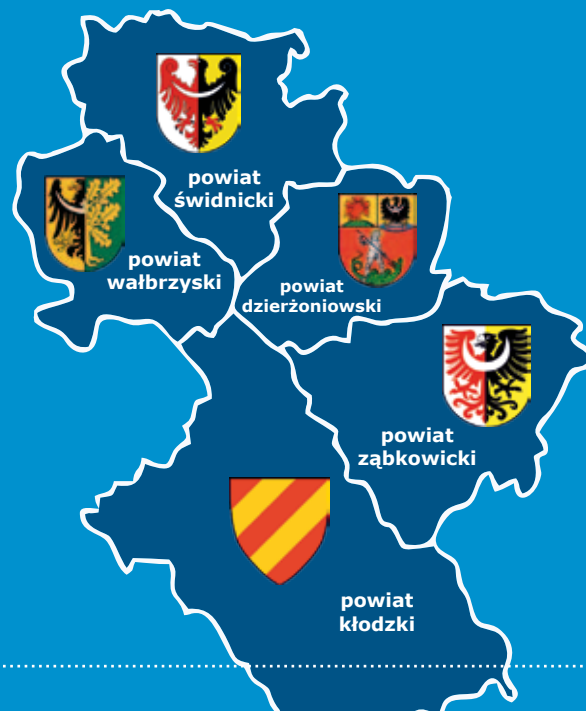 powiat
świdnicki
powiat
wałbrzyski
powiat
dzierżoniowski
powiat
ząbkowicki
powiat
kłodzki